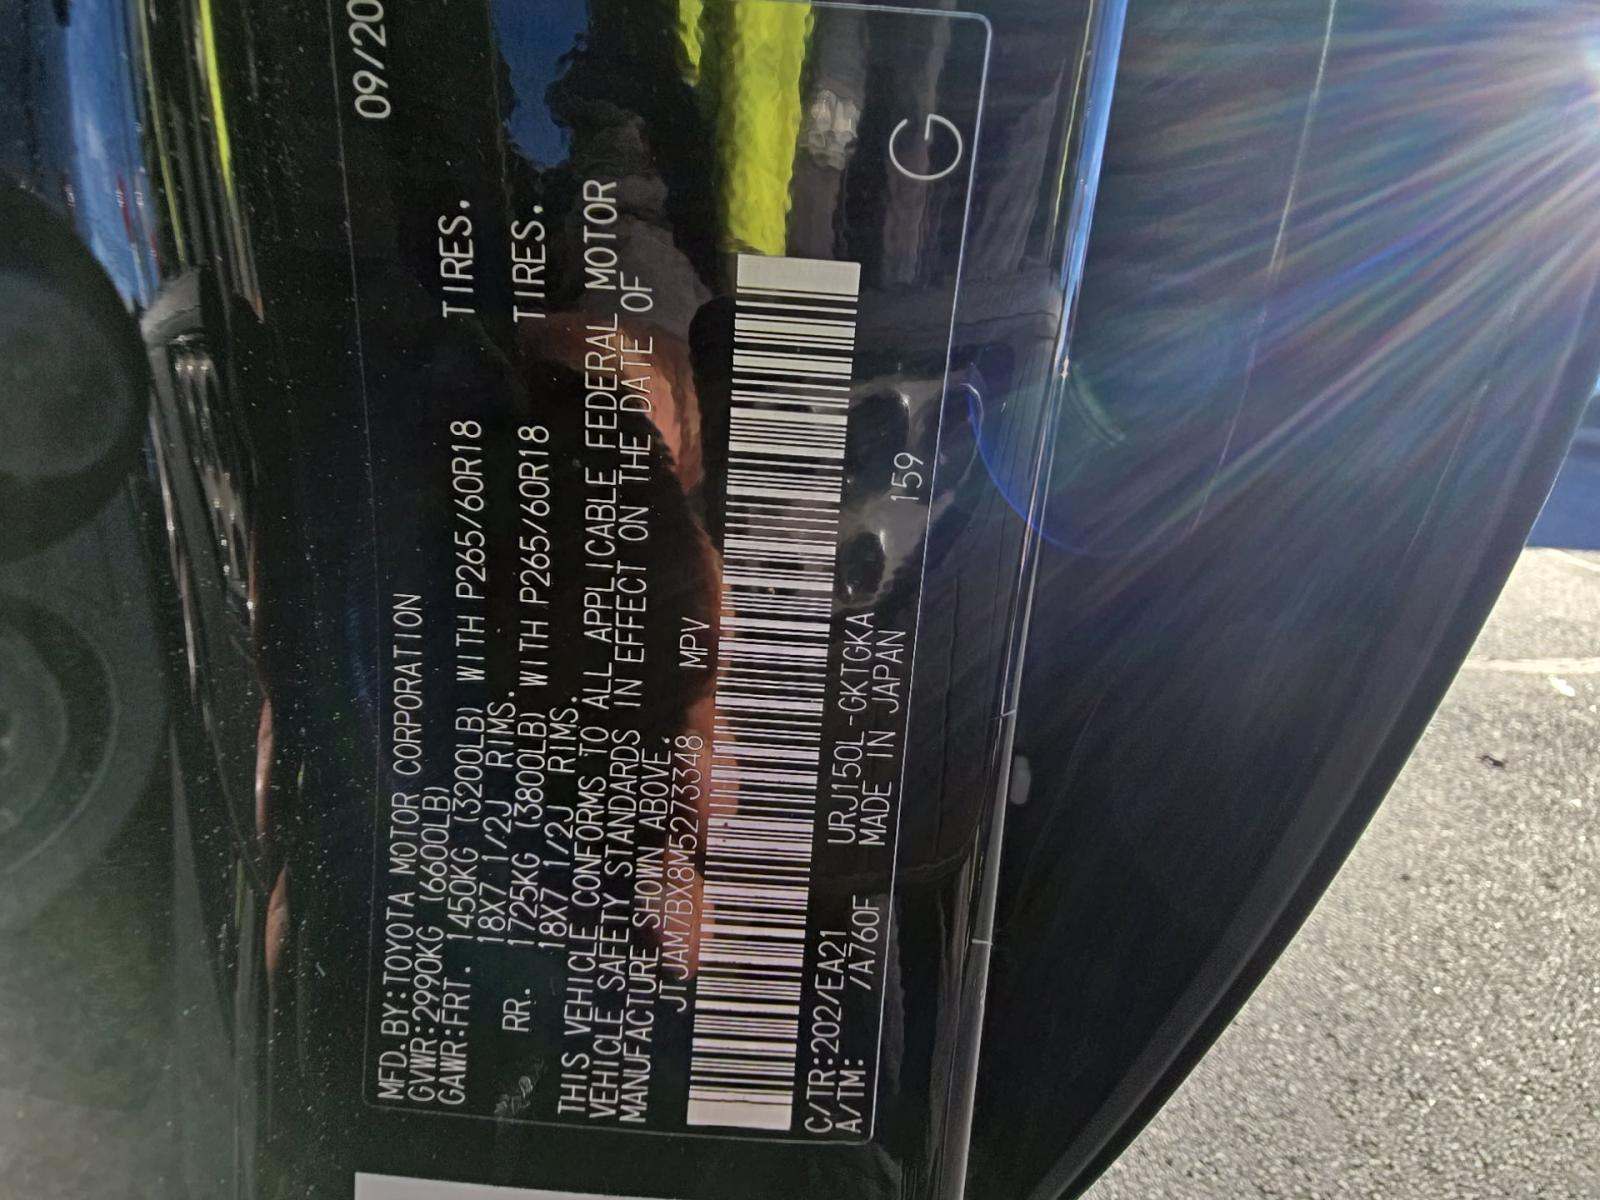 MFD.BY:TOYOTA MOTOR CORPORATION 09/20
GVWR:2990KG (6600LB)
GAWR:FRT. 1450KG (3200LB) WITH P265/60R18 TIRES.
18X7 1/2J RIMS.
RR. 1725KG (3800LB) WITH P265/60R18 TIRES.
18X7 1/2J RIMS.
THIS VEHICLE CONFORMS TO ALL APPLICABLE FEDERAL MOTOR
VEHICLE SAFETY STANDARDS IN EFFECT ON THE DATE OF
MANUFACTURE SHOWN ABOVE.
JTJAM7BX8M5273348 MPV
C/TR:202/EA21 URJ150L-GKTGKA 159
A/TM: /A760F MADE IN JAPAN
G